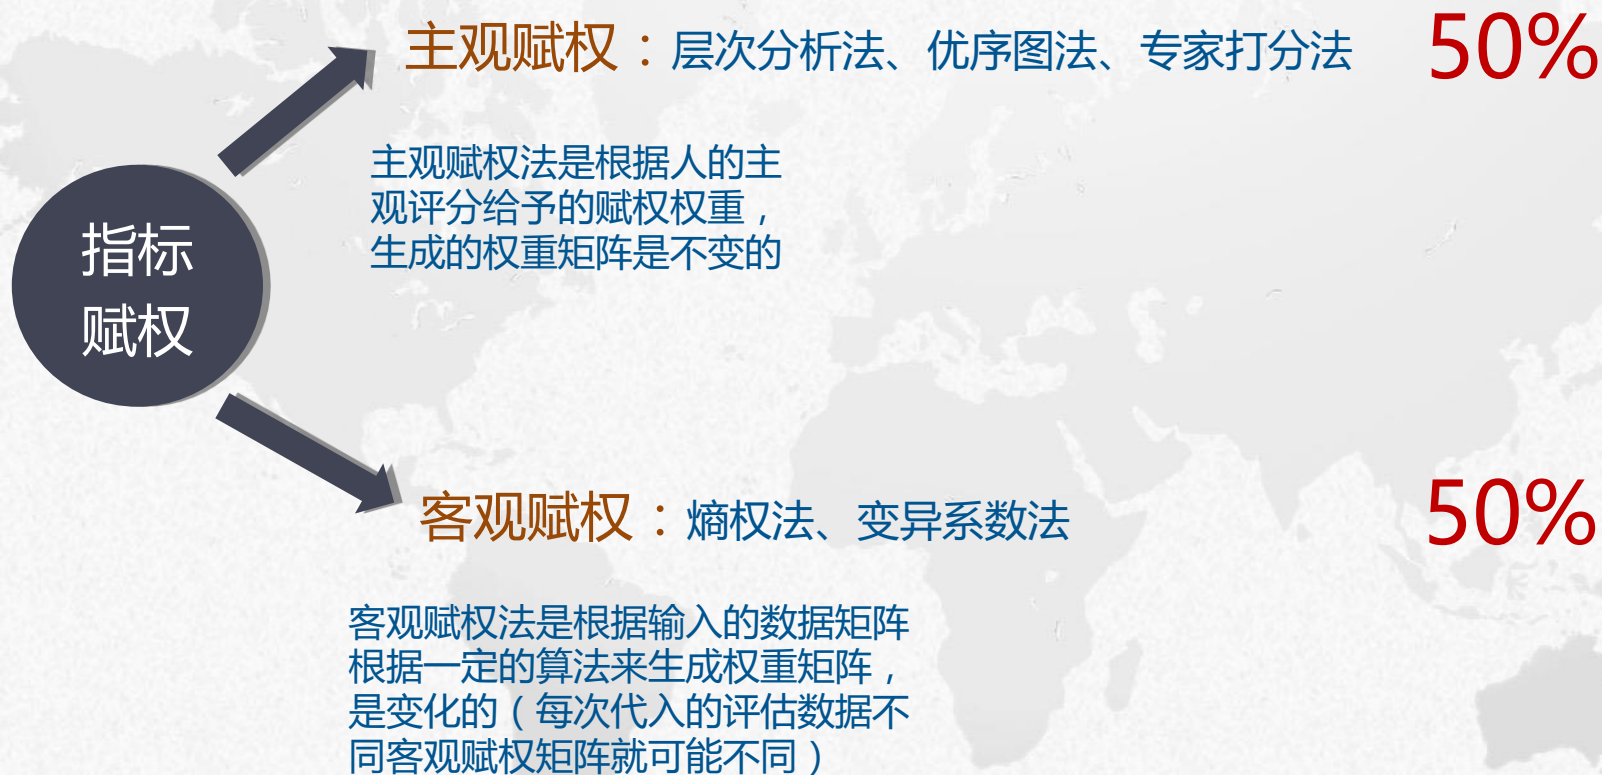 主观赋权：层次分析法、优序图法、专家打分法 50%
主观赋权法是根据人的主
观评分给予的赋权权重，
生成的权重矩阵是不变的
指标
赋权
客观赋权：熵权法、变异系数法 50%
客观赋权法是根据输入的数据矩阵
根据一定的算法来生成权重矩阵，
是变化的（每次代入的评估数据不
同客观赋权矩阵就可能不同）